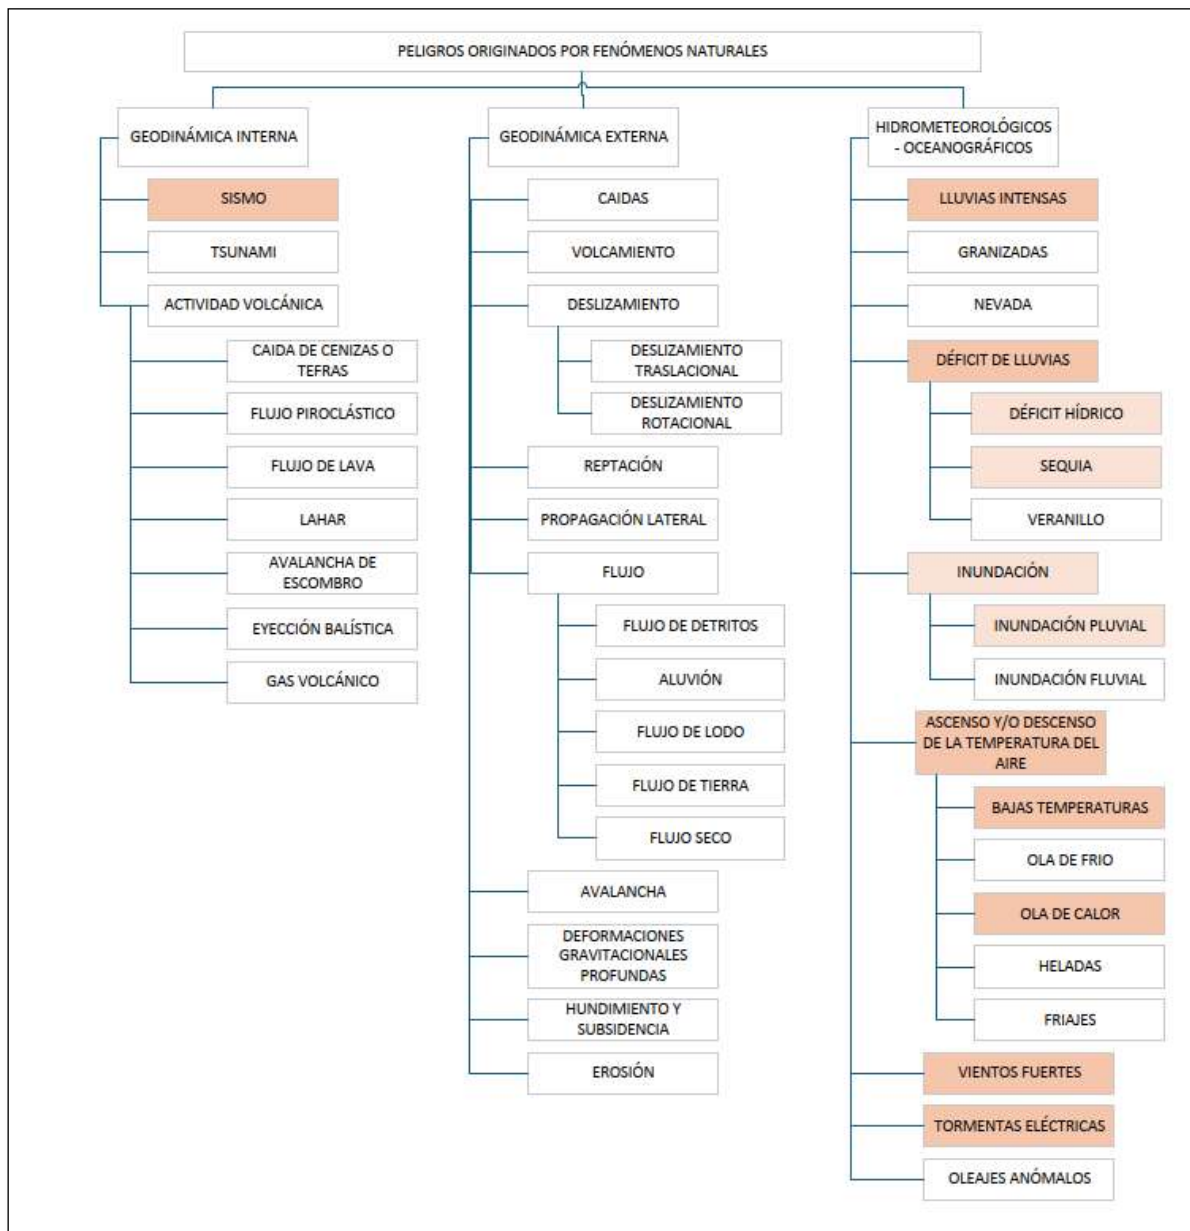 PELIGROS ORIGINADOS POR FENÓMENOS NATURALES
GEODINÁMICA INTERNA
SISMO
TSUNAMI
ACTIVIDAD VOLCÁNICA
CAIDA DE CENIZAS O
TEFRAS
FLUJO PIROCLÁSTICO
FLUJO DE LAVA
LAHAR
AVALANCHA DE
ESCOMBRO
EYECCIÓN BALÍSTICA
GAS VOLCÁNICO
GEODINÁMICA EXTERNA
CAIDAS
VOLCAMIENTO
DESLIZAMIENTO
DESLIZAMIENTO
TRASLACIONAL
DESLIZAMIENTO
ROTACIONAL
REPTACIÓN
PROPAGACIÓN LATERAL
FLUJO
FLUJO DE DETRITOS
ALUVIÓN
FLUJO DE LODO
FLUJO DE TIERRA
FLUJO SECO
AVALANCHA
DEFORMACIONES
GRAVITACIONALES
PROFUNDAS
HUNDIMIENTO Y
SUBSIDENCIA
EROSIÓN
HIDROMETEOROLÓGICOS
- OCEANOGRÁFICOS
LLUVIAS INTENSAS
GRANIZADAS
NEVADA
DÉFICIT DE LLUVIAS
DÉFICIT HÍDRICO
SEQUIA
VERANILLO
INUNDACIÓN
INUNDACIÓN PLUVIAL
INUNDACIÓN FLUVIAL
ASCENSO Y/O DESCENSO
DE LA TEMPERATURA DEL
AIRE
BAJAS TEMPERATURAS
OLA DE FRIO
OLA DE CALOR
HELADAS
FRIAJES
VIENTOS FUERTES
TORMENTAS ELÉCTRICAS
OLEAJES ANÓMALOS